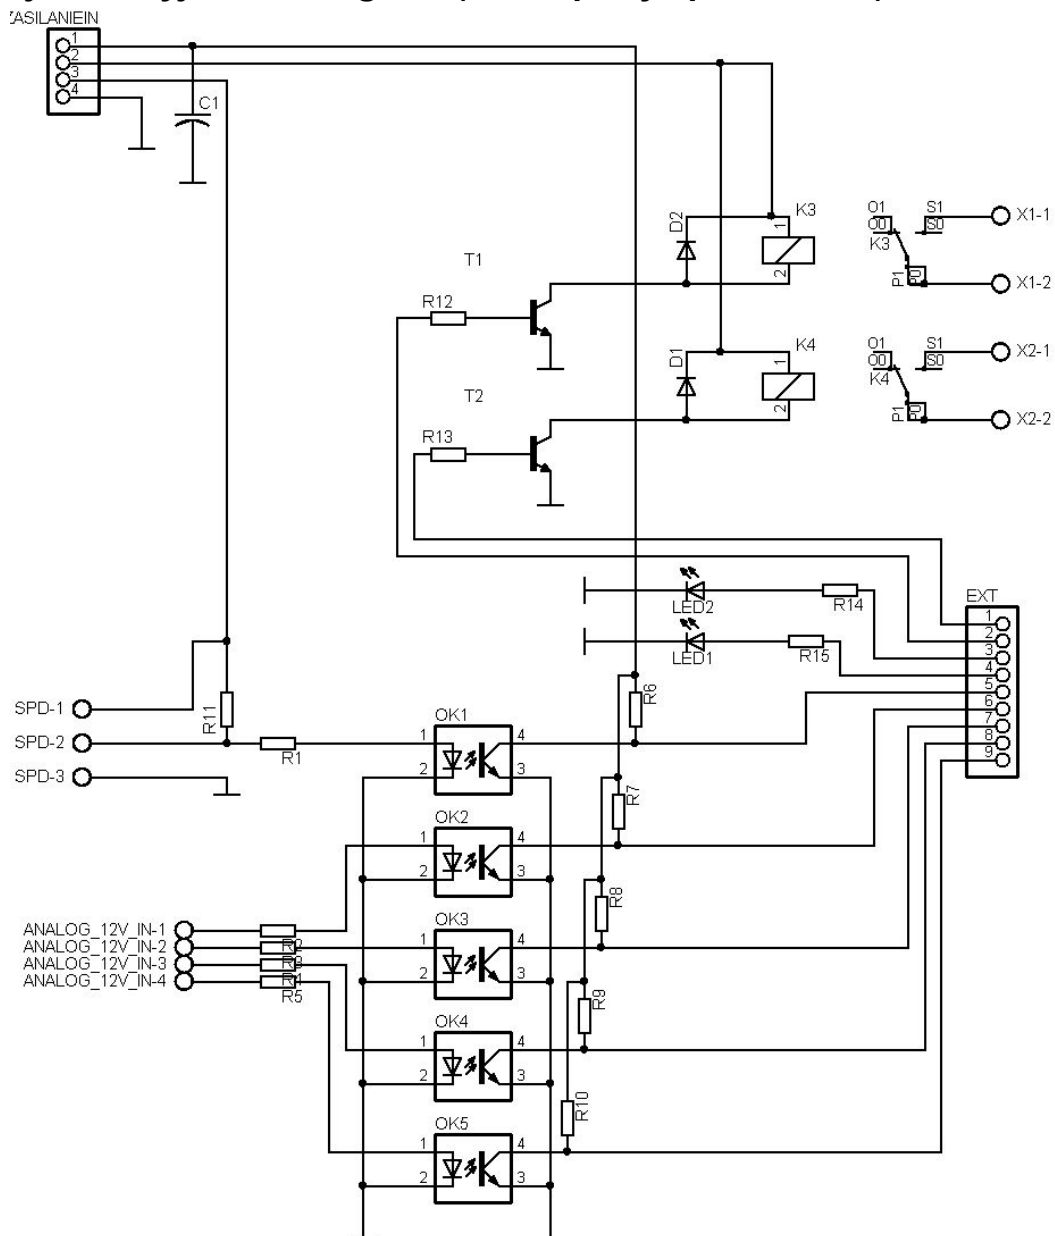 ZASILANIEIN
1
2
3
4
C1
D2
K3
1
2
O1
O0
K3
P1
P0
S1
S0
X1-1
X1-2
T1
R12
D1
K4
1
2
O1
O0
K4
P1
P0
S1
S0
X2-1
X2-2
T2
R13
LED2
R14
LED1
R15
EXT
1
2
3
4
5
6
7
8
9
SPD-1
SPD-2
SPD-3
R11
R1
R6
OK1
1
2
4
3
R7
OK2
1
2
4
3
R8
ANALOG_12V_IN-1
ANALOG_12V_IN-2
ANALOG_12V_IN-3
ANALOG_12V_IN-4
R2
R3
R4
R5
OK3
1
2
4
3
R9
OK4
1
2
4
3
R10
OK5
1
2
4
3